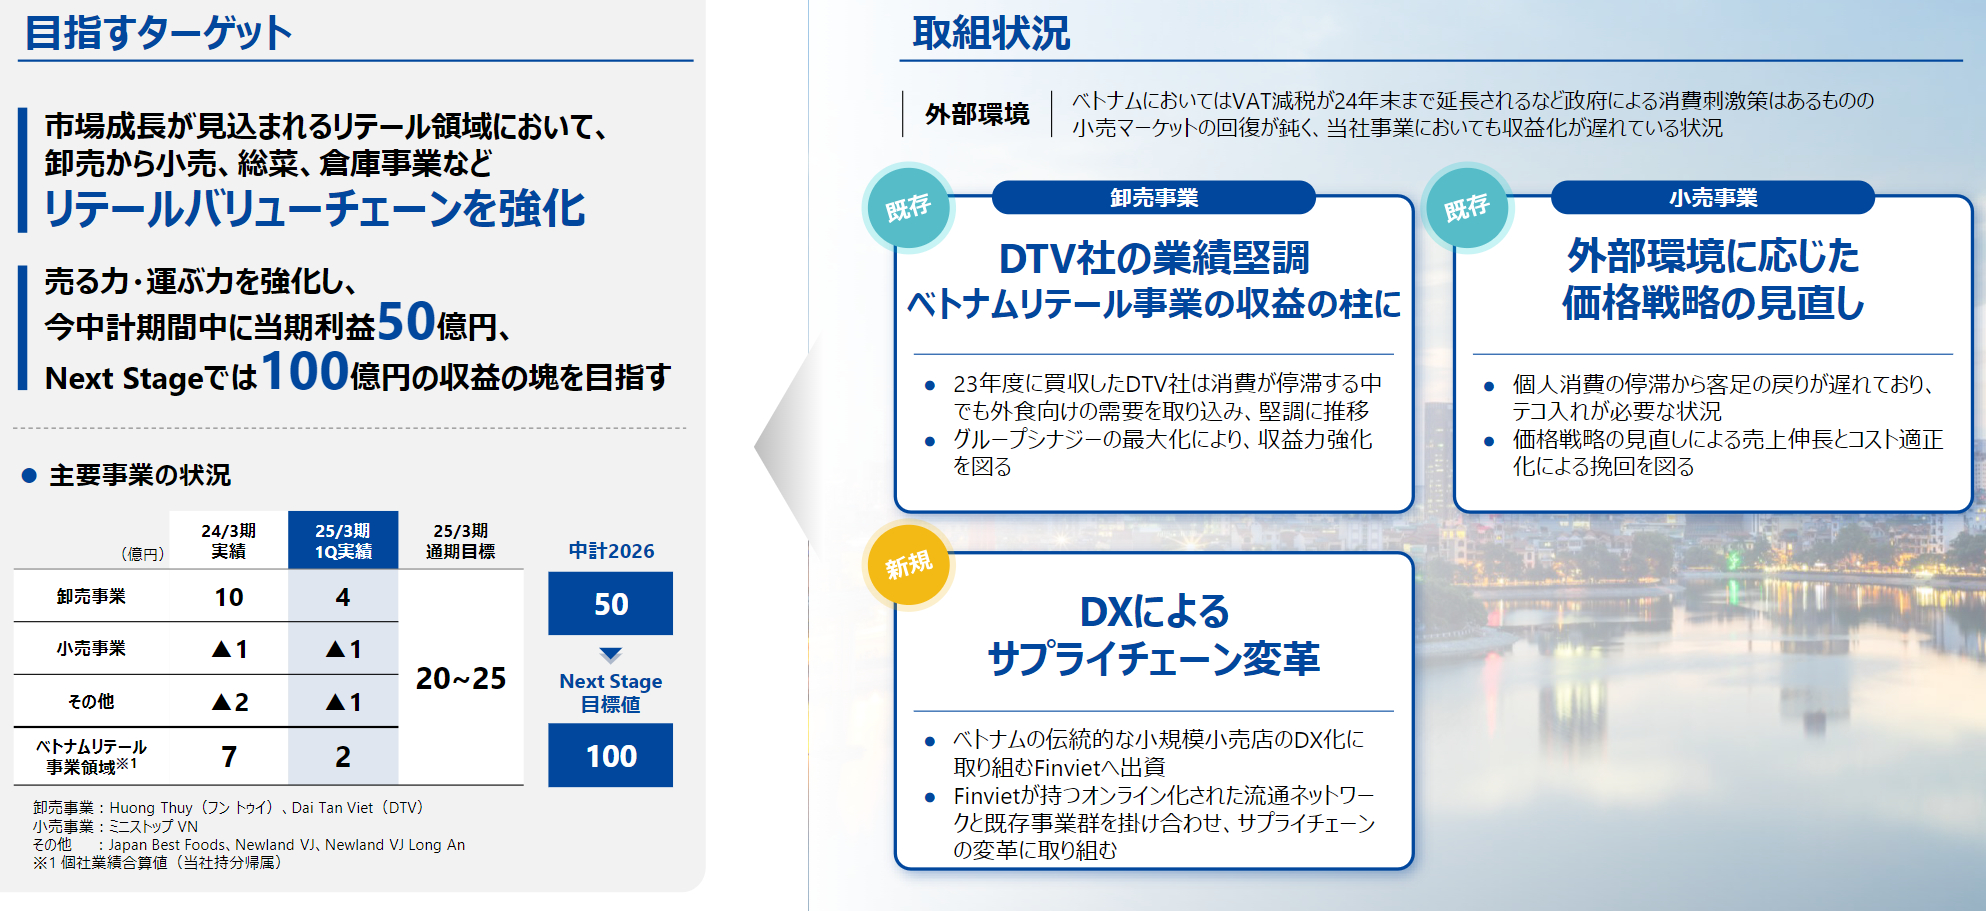 目指すターゲット
市場成長が見込まれるリテール領域において、
卸売から小売、総菜、倉庫事業など
リテールバリューチェーンを強化
売る力・運ぶ力を強化し、
今中計期間中に当期利益50億円、
Next Stageでは100億円の収益の塊を目指す
● 主要事業の状況
（億円） 24/3期 実績 25/3期 1Q実績 25/3期 通期目標
卸売事業 10 4
小売事業 ▲1 ▲1
その他 ▲2 ▲1
ベトナムリテール
事業領域※1 7 2
20~25
中計2026
50
Next Stage
目標値
100
卸売事業：Huong Thuy（フン トゥイ）、Dai Tan Viet（DTV）
小売事業：ミニストップ VN
その他　：Japan Best Foods、Newland VJ、Newland VJ Long An
※1 個社業績合算値（当社持分帰属）
取組状況
外部環境
ベトナムにおいてはVAT減税が24年末まで延長されるなど政府による消費刺激策はあるものの
小売マーケットの回復が鈍く、当社事業においても収益化が遅れている状況
既存
卸売事業
DTV社の業績堅調
ベトナムリテール事業の収益の柱に
● 23年度に買収したDTV社は消費が停滞する中
でも外食向けの需要を取り込み、堅調に推移
● グループシナジーの最大化により、収益力強化
を図る
既存
小売事業
外部環境に応じた
価格戦略の見直し
● 個人消費の停滞から客足の戻りが遅れており、
テコ入れが必要な状況
● 価格戦略の見直しによる売上伸長とコスト適正
化による挽回を図る
新規
DXによる
サプライチェーン変革
● ベトナムの伝統的な小規模小売店のDX化に
取り組むFinvietへ出資
● Finvietが持つオンライン化された流通ネットワー
クと既存事業群を掛け合わせ、サプライチェーン
の変革に取り組む